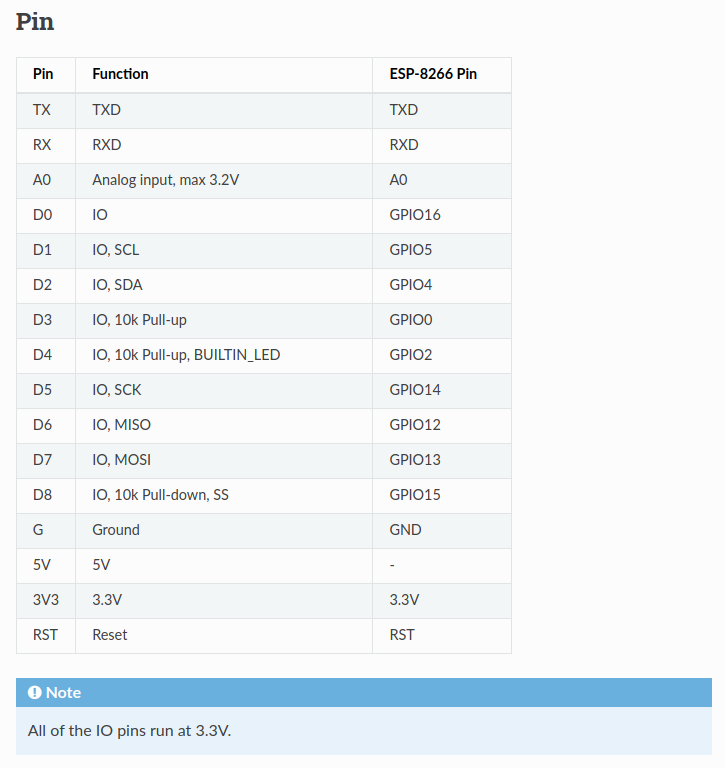 Pin
Pin Function ESP-8266 Pin
TX TXD TXD
RX RXD RXD
A0 Analog input, max 3.2V A0
D0 IO GPIO16
D1 IO, SCL GPIO5
D2 IO, SDA GPIO4
D3 IO, 10k Pull-up GPIO0
D4 IO, 10k Pull-up, BUILTIN_LED GPIO2
D5 IO, SCK GPIO14
D6 IO, MISO GPIO12
D7 IO, MOSI GPIO13
D8 IO, 10k Pull-down, SS GPIO15
G Ground GND
5V 5V -
3V3 3.3V 3.3V
RST Reset RST
Note
All of the IO pins run at 3.3V.